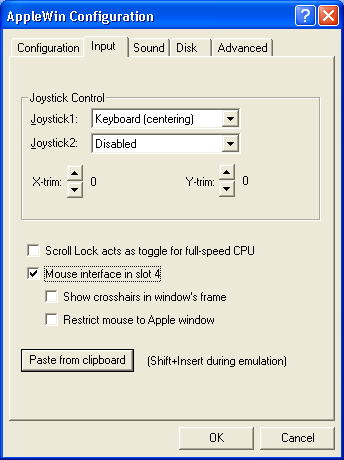 AppleWin Configuration
Configuration Input Sound Disk Advanced
Joystick Control
Joystick1: Keyboard (centering)
Joystick2: Disabled
X-trim: 0 Y-trim: 0
Scroll Lock acts as toggle for full-speed CPU
Mouse interface in slot 4
Show crosshairs in window's frame
Restrict mouse to Apple window
Paste from clipboard (Shift+Insert during emulation)
OK Cancel